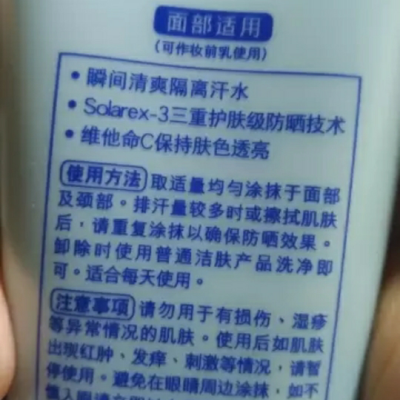 面部适用
(可作妆前乳使用)
• 瞬间清爽隔离汗水
• Solarex-3三重护肤级防晒技术
• 维他命C保持肤色透亮
使用方法 取适量均匀涂抹于面部
及颈部。排汗量较多时或擦拭肌肤
后，请重复涂抹以确保防晒效果。
卸除时使用普通洁肤产品洗净即
可。适合每天使用。
注意事项 请勿用于有损伤、湿疹
等异常情况的肌肤。使用后如肌肤
出现红肿、发痒、刺激等情况，请暂
停使用。避免在眼睛周边涂抹，如不
慎入眼请立即